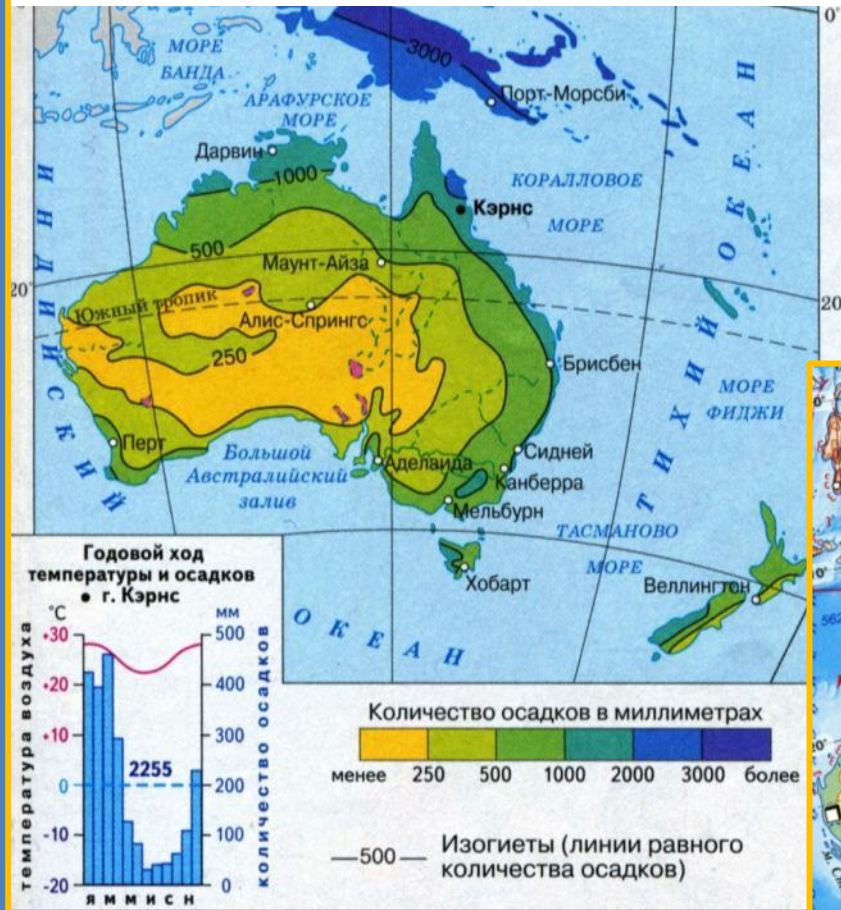 0°
МОРЕ
БАНДА
3000
Порт-Морсби
АРАФУРСКОЕ
МОРЕ
Дарвин
1000
КОРАЛЛОВОЕ
МОРЕ
Кэрнс
ИНДИЙСКИЙ
ТИХИЙ ОКЕАН
500
Маунт-Айза
20°
20
Южный тропик
Алис-Спрингс
250
Брисбен
МОРЕ
ФИДЖИ
Перт
Большой
Австралийский
залив
Аделаида
Сидней
Канберра
Мельбурн
ТАСМАНОВО
МОРЕ
Хобарт
Веллингтон
ОКЕАН
Годовой ход
температуры и осадков
• г. Кэрнс
°C
мм
+30
+20
+10
0
-10
-20
500
400
300
200
100
0
2255
температура воздуха
количество осадков
я м м и с н
Количество осадков в миллиметрах
менее 250 500 1000 2000 3000 более
—500— Изогиеты (линии равного
количества осадков)